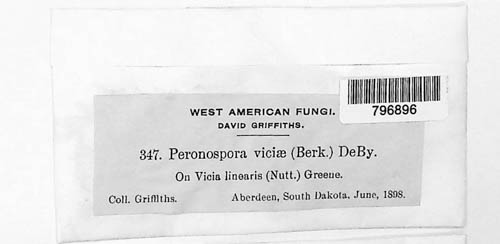 796896
WEST AMERICAN FUNGI.
DAVID GRIFFITHS.
347. Peronospora viciæ (Berk.) DeBy.
On Vicia linearis (Nutt.) Greene.
Coll. Griffiths. Aberdeen, South Dakota, June, 1898.